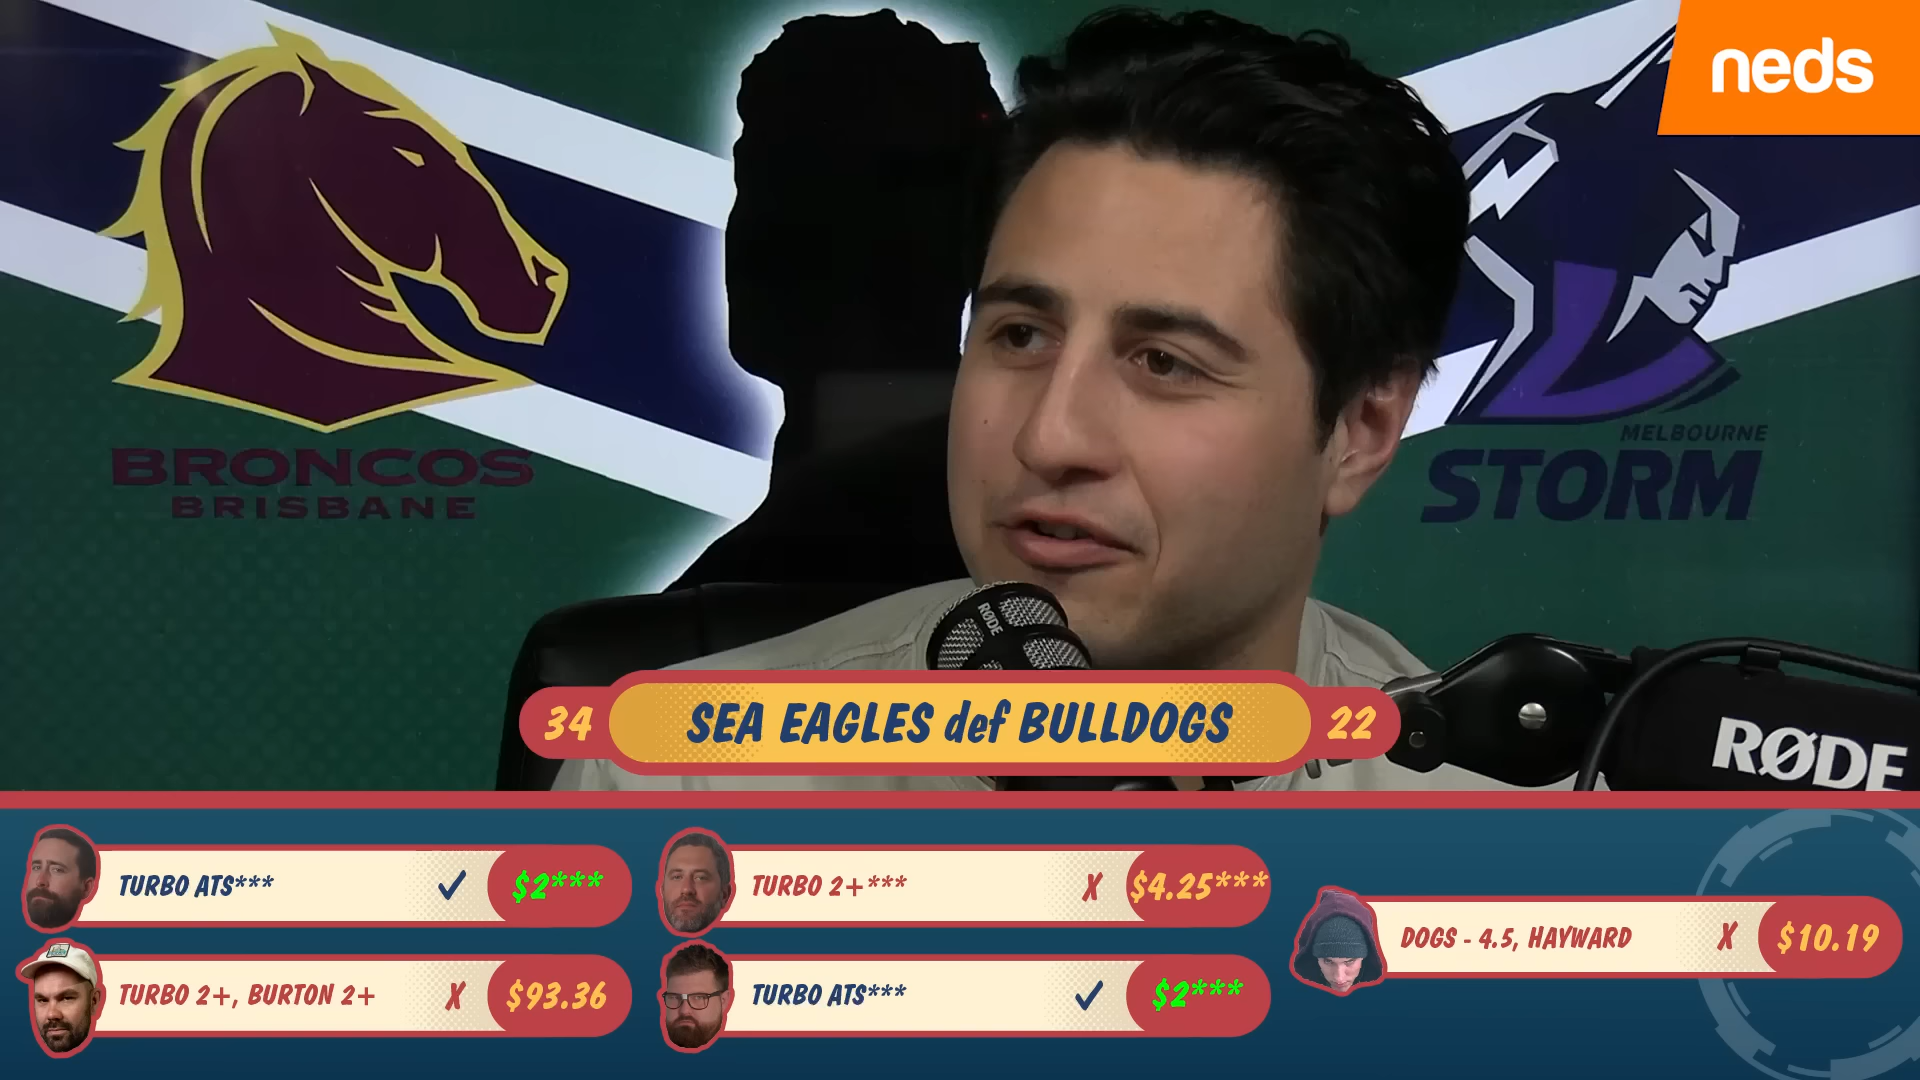 neds
BRONCOS
BRISBANE
MELBOURNE
STORM
RØDE
RØDE
34 SEA EAGLES def BULLDOGS 22
TURBO ATS*** ✓ $2***
TURBO 2+, BURTON 2+ X $93.36
TURBO 2+*** X $4.25***
TURBO ATS*** ✓ $2***
DOGS - 4.5, HAYWARD X $10.19